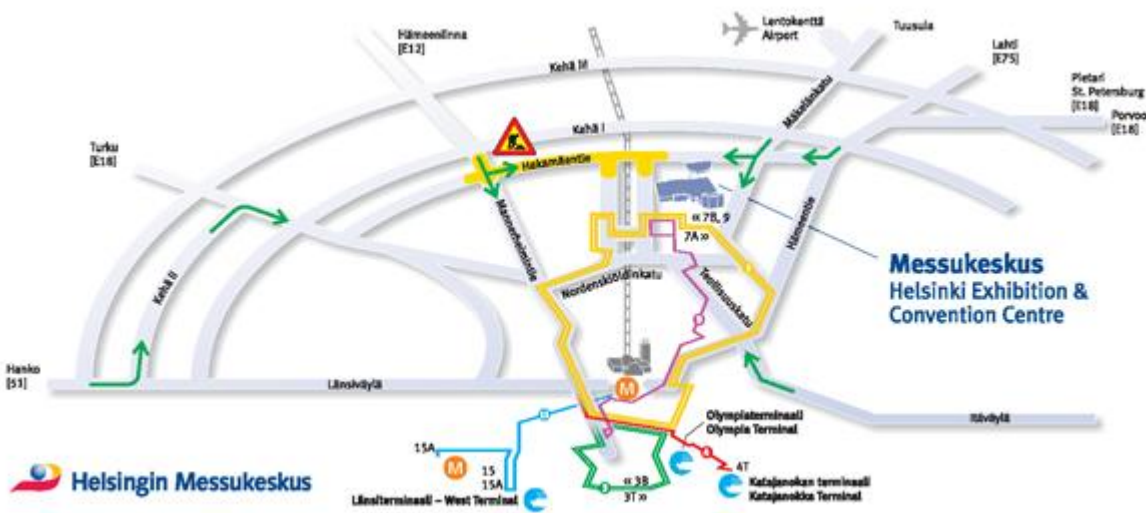 Hämeenlinna
[E12]
Lentokenttä
Airport
Tuusula
Lahti
[E75]
Kehä III
Pietari
St. Petersburg
[E18]
Porvoo
[E18]
Mäkelänkatu
Kehä I
Turku
[E18]
Hakamäentie
Mannerheimintie
« 7B, 9
7A »
Hämeentie
Kehä II
Nordenskiöldinkatu
Teollisuuskatu
Messukeskus
Helsinki Exhibition &
Convention Centre
Hanko
[51]
Länsiväylä
M
Itäväylä
Olympiaterminaali
Olympia Terminal
15A
M
15
15A
« 3B
3T »
4T
Katajanokan terminaali
Katajanokka Terminal
Länsiterminaali – West Terminal
Helsingin Messukeskus